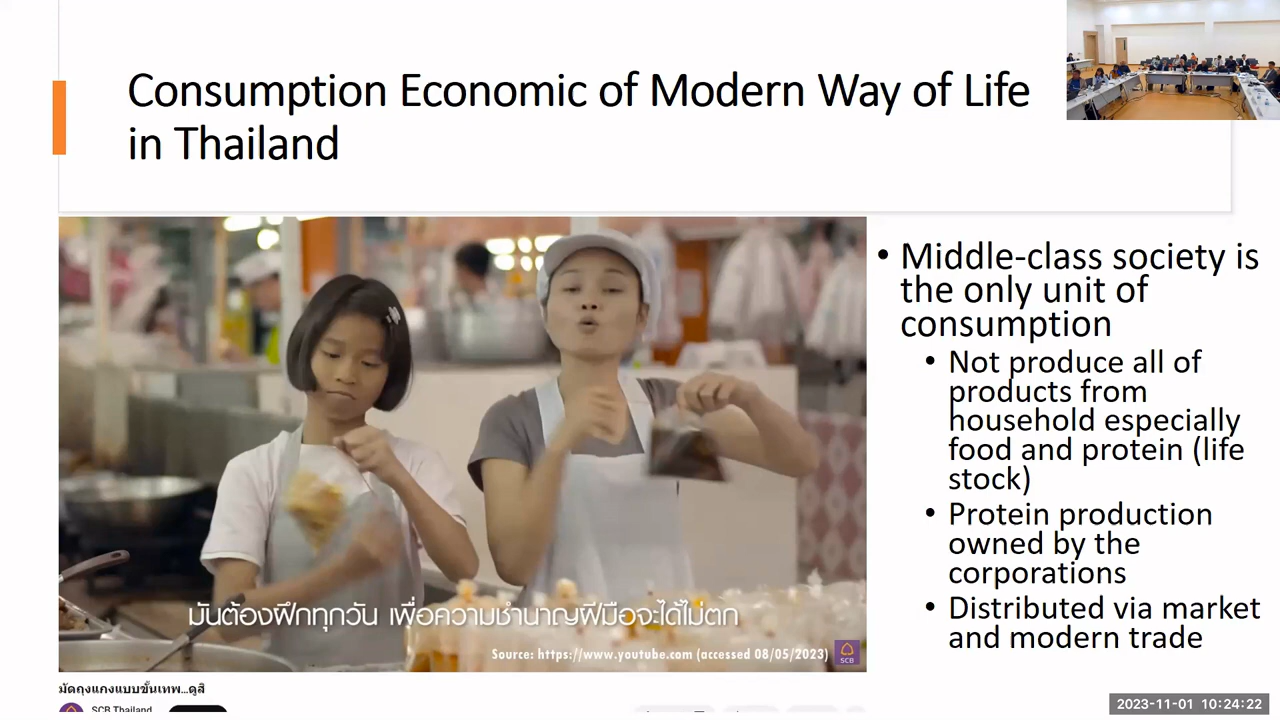 Consumption Economic of Modern Way of Life
in Thailand
มันต้องฝึกทุกวัน เพื่อความชำนาญฝีมือจะได้ไม่ตก
Source: https://www.youtube.com (accessed 08/05/2023)
SCB
มัดถุงแกงแบบขั้นเทพ...ดูสิ
SCB Thailand
• Middle-class society is
the only unit of
consumption
• Not produce all of
products from
household especially
food and protein (life
stock)
• Protein production
owned by the
corporations
• Distributed via market
and modern trade
2023-11-01 10:24:22